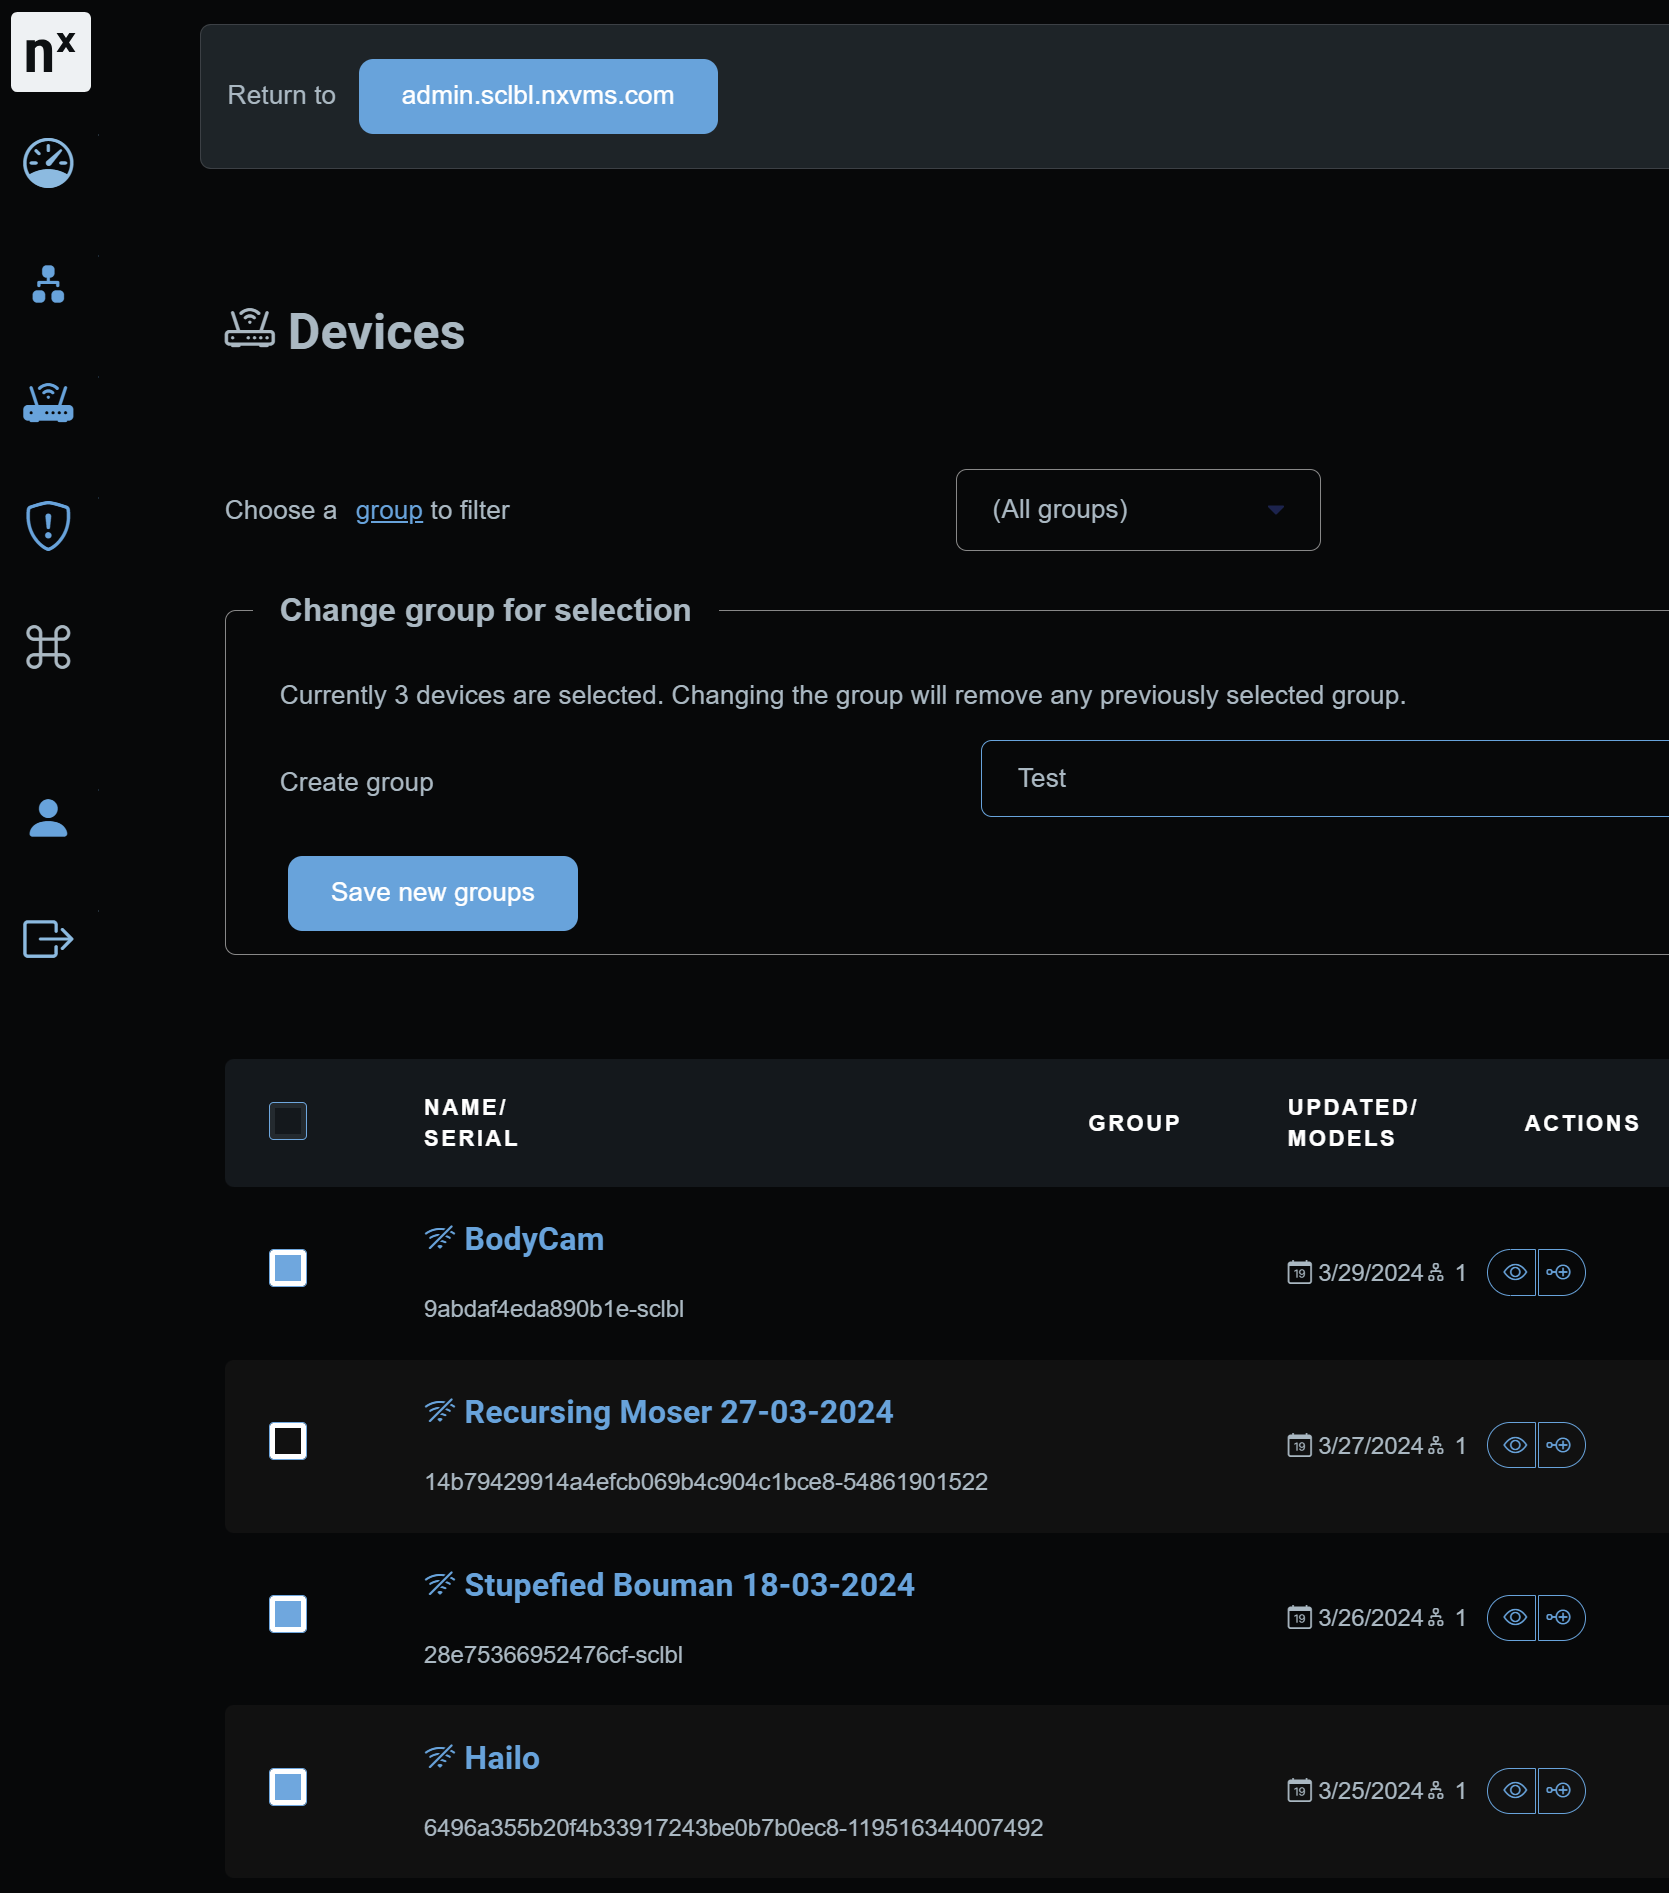 nx
Return to admin.sclbl.nxvms.com
Devices
Choose a group to filter (All groups)
Change group for selection
Currently 3 devices are selected. Changing the group will remove any previously selected group.
Create group Test
Save new groups
NAME/
SERIAL
GROUP
UPDATED/
MODELS
ACTIONS
BodyCam
9abdaf4eda890b1e-sclbl
19 3/29/2024 1
Recursing Moser 27-03-2024
14b79429914a4efcb069b4c904c1bce8-54861901522
19 3/27/2024 1
Stupefied Bouman 18-03-2024
28e75366952476cf-sclbl
19 3/26/2024 1
Hailo
6496a355b20f4b33917243be0b7b0ec8-119516344007492
19 3/25/2024 1